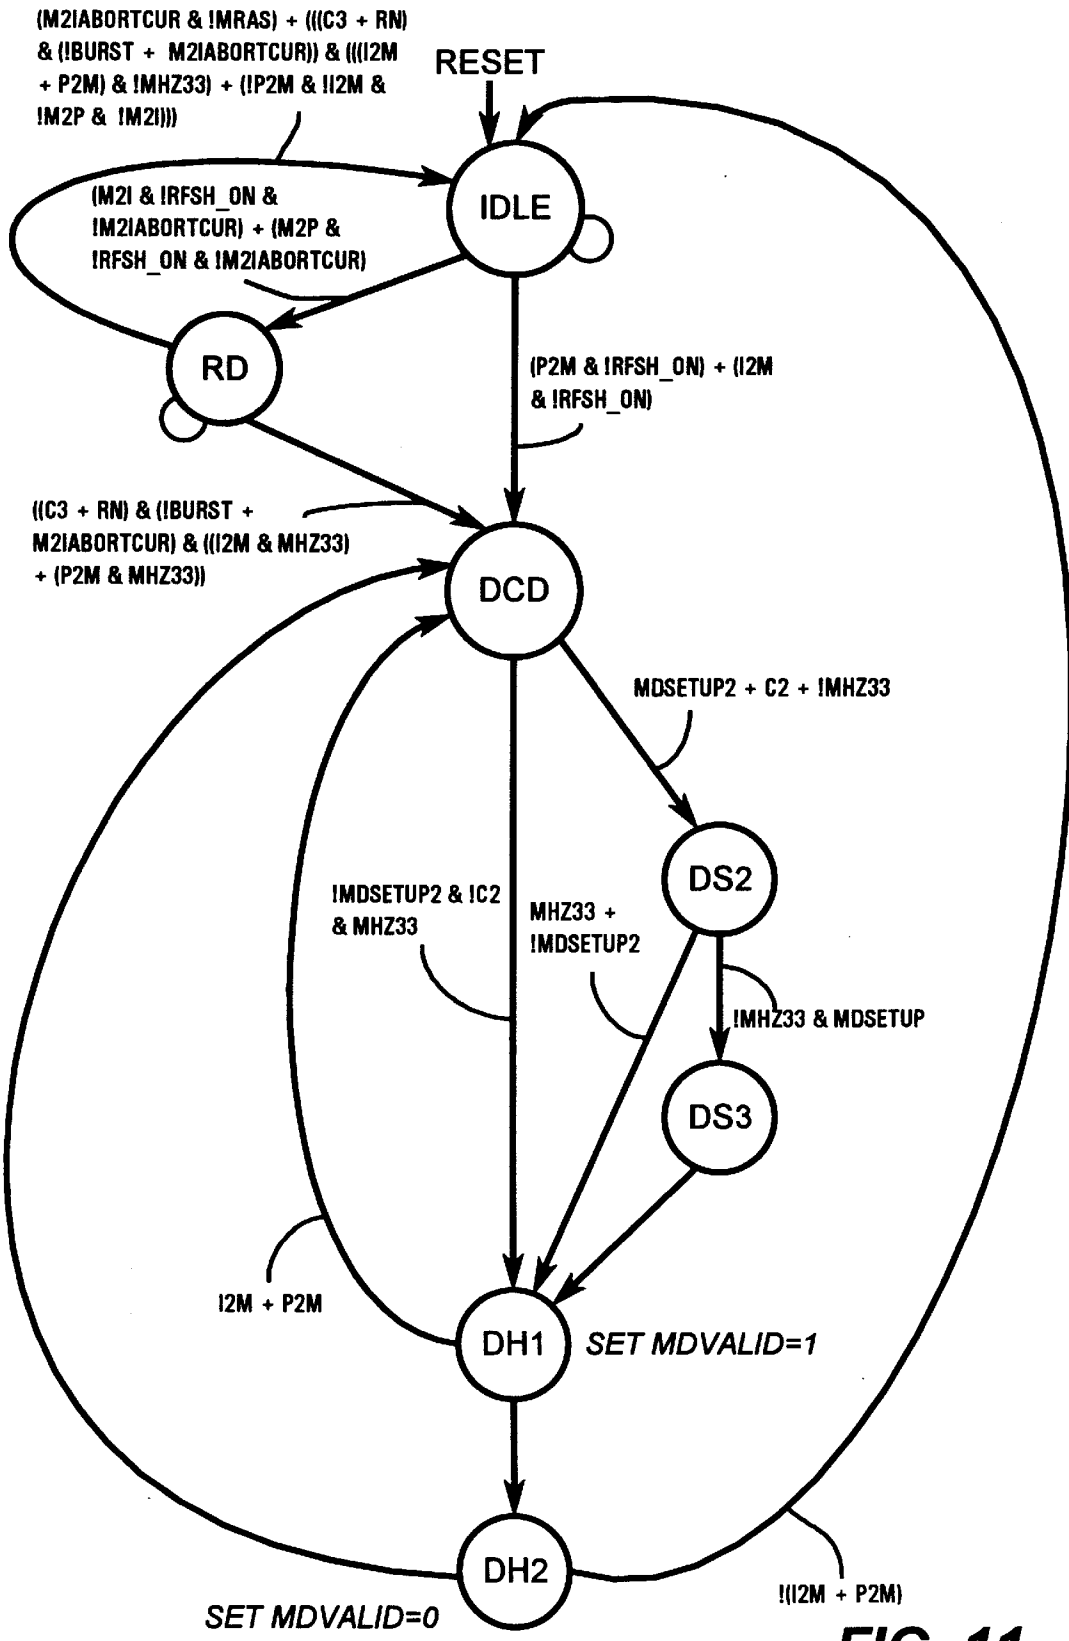 (M2IABORTCUR & !MRAS) + (((C3 + RN)
& (!BURST + M2IABORTCUR)) & (((I2M
+ P2M) & !MHZ33) + (!P2M & !I2M &
!M2P & !M2I)))
RESET
IDLE
(M2I & !RFSH_ON &
!M2IABORTCUR) + (M2P &
!RFSH_ON & !M2IABORTCUR)
RD
(P2M & !RFSH_ON) + (I2M
& !RFSH_ON)
((C3 + RN) & (!BURST +
M2IABORTCUR) & ((I2M & MHZ33)
+ (P2M & MHZ33))
DCD
MDSETUP2 + C2 + !MHZ33
DS2
!MDSETUP2 & !C2
& MHZ33
MHZ33 +
!MDSETUP2
!MHZ33 & MDSETUP
DS3
I2M + P2M
DH1
SET MDVALID=1
DH2
SET MDVALID=0
!(I2M + P2M)
FIG. 11